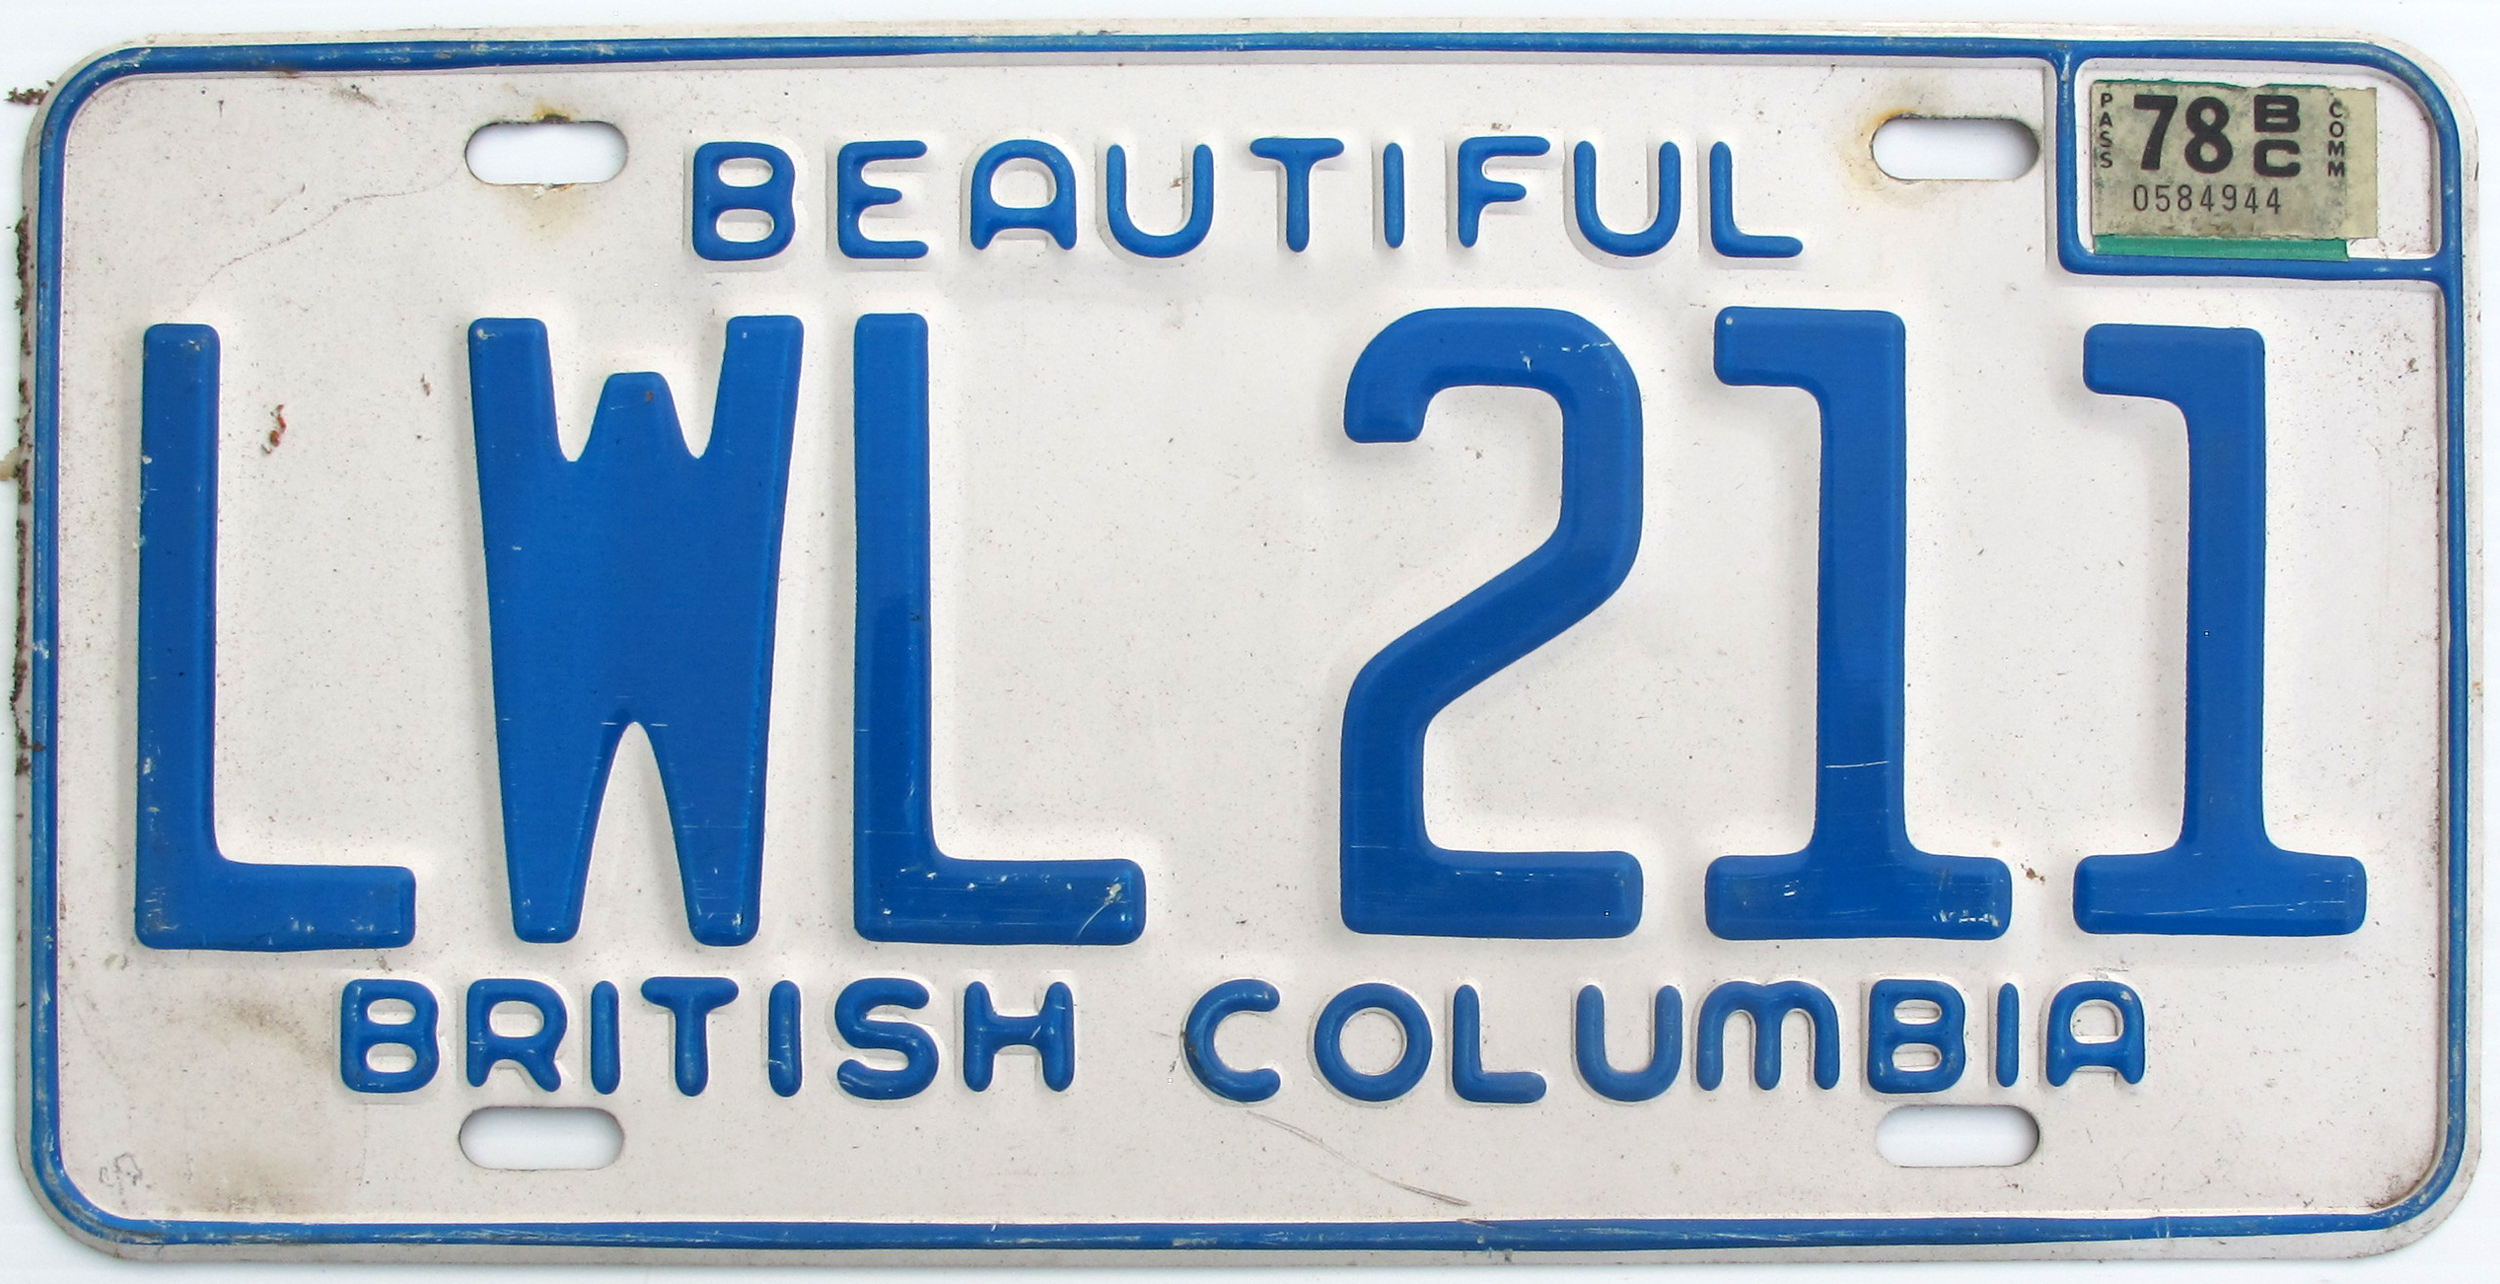 BEAUTIFUL
PASS 78 BC COMM
0584944
LWL 211
BRITISH COLUMBIA